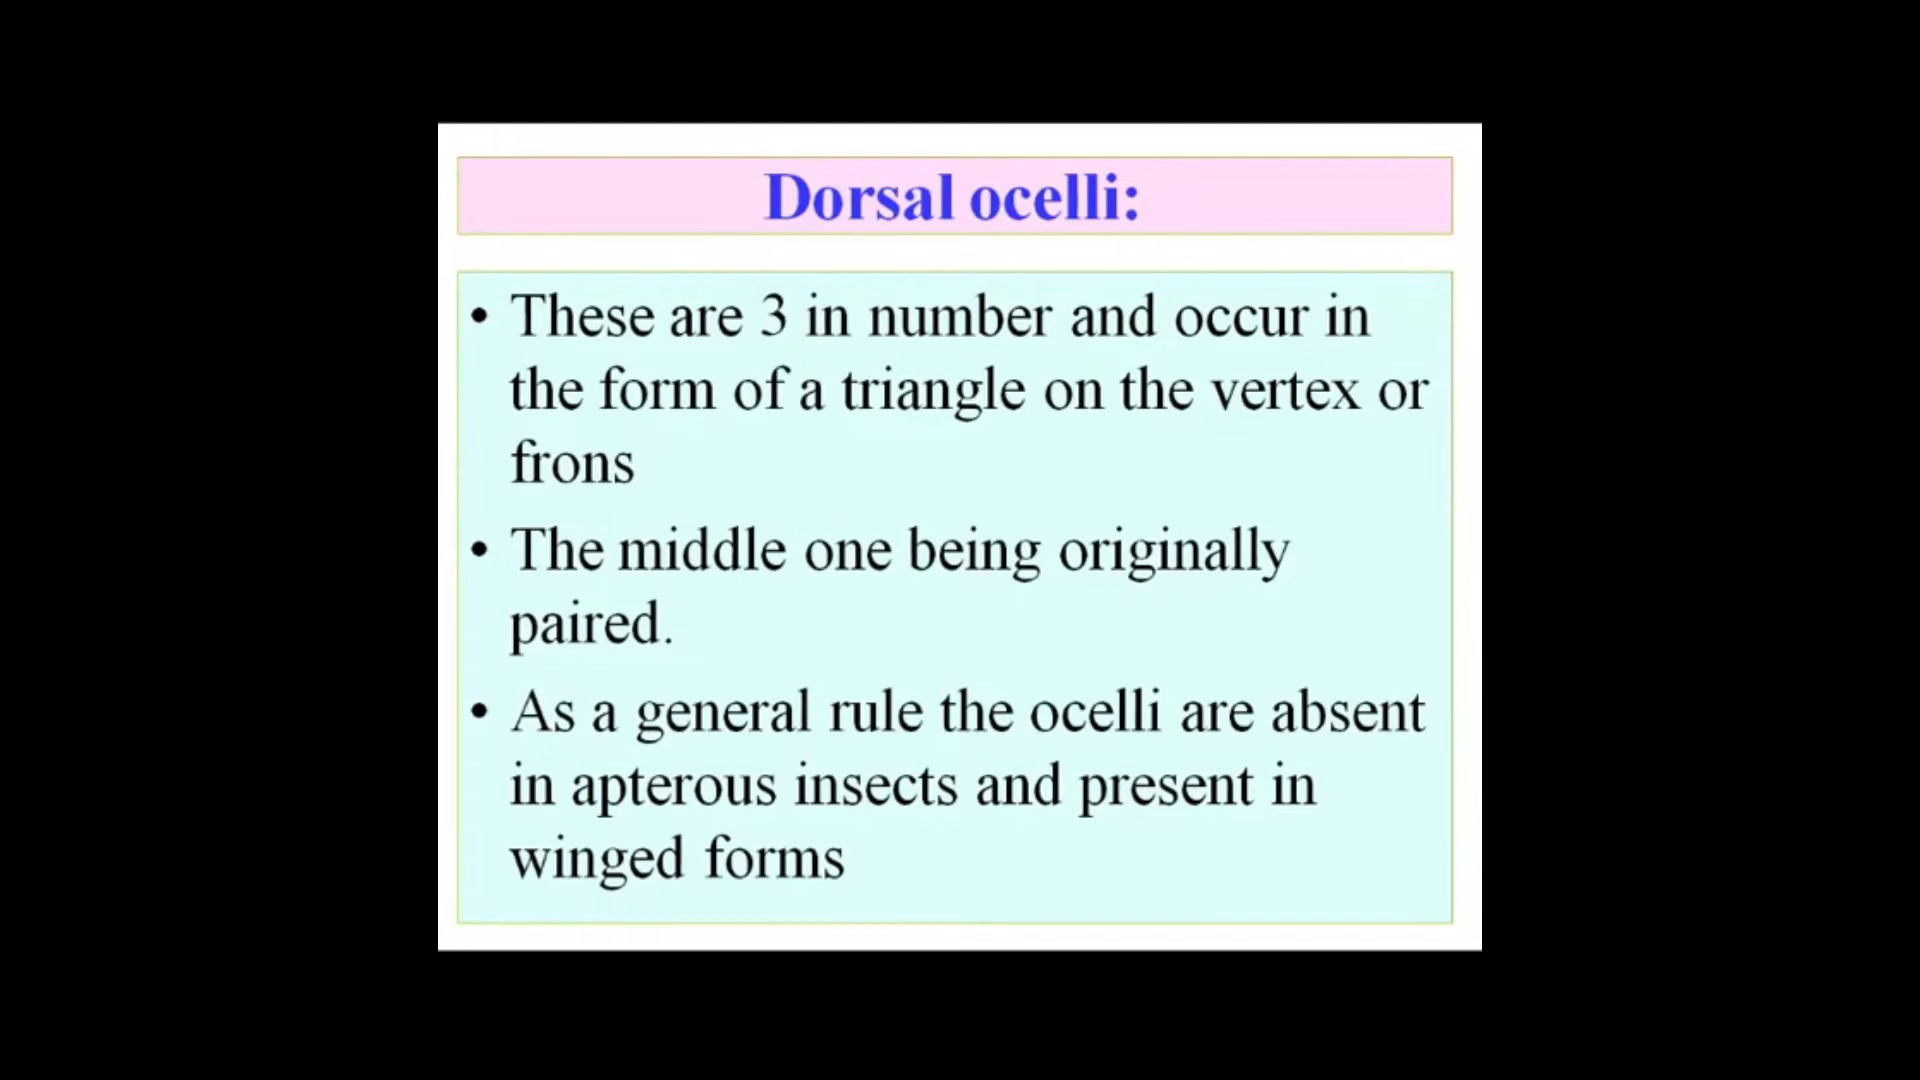 Dorsal ocelli:
• These are 3 in number and occur in
the form of a triangle on the vertex or
frons
• The middle one being originally
paired.
• As a general rule the ocelli are absent
in apterous insects and present in
winged forms